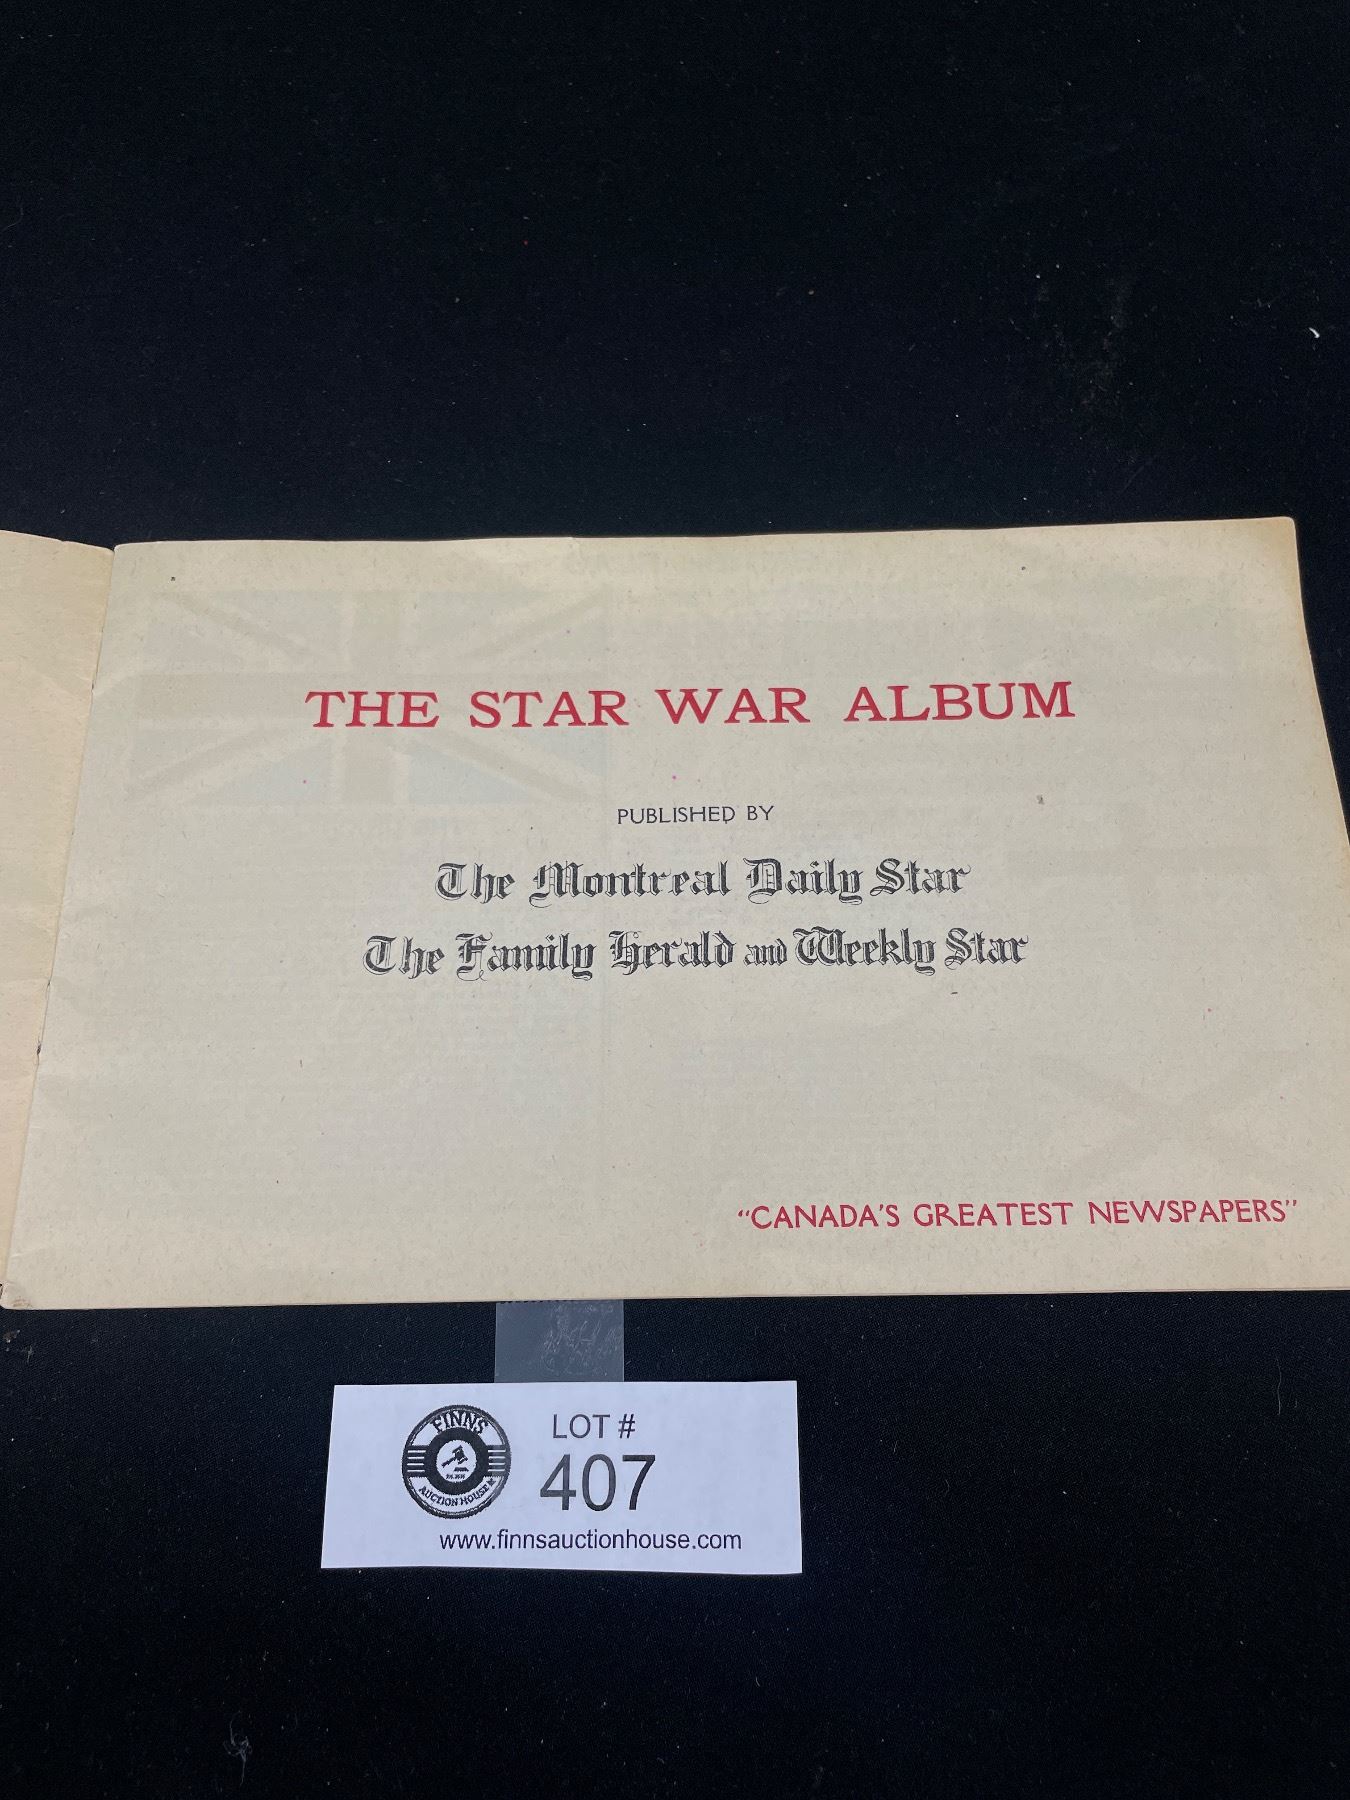 THE STAR WAR ALBUM
PUBLISHED BY
The Montreal Daily Star
The Family Herald and Weekly Star
"CANADA'S GREATEST NEWSPAPERS"
FINNS
AUCTION HOUSE
LOT #
407
www.finnsauctionhouse.com